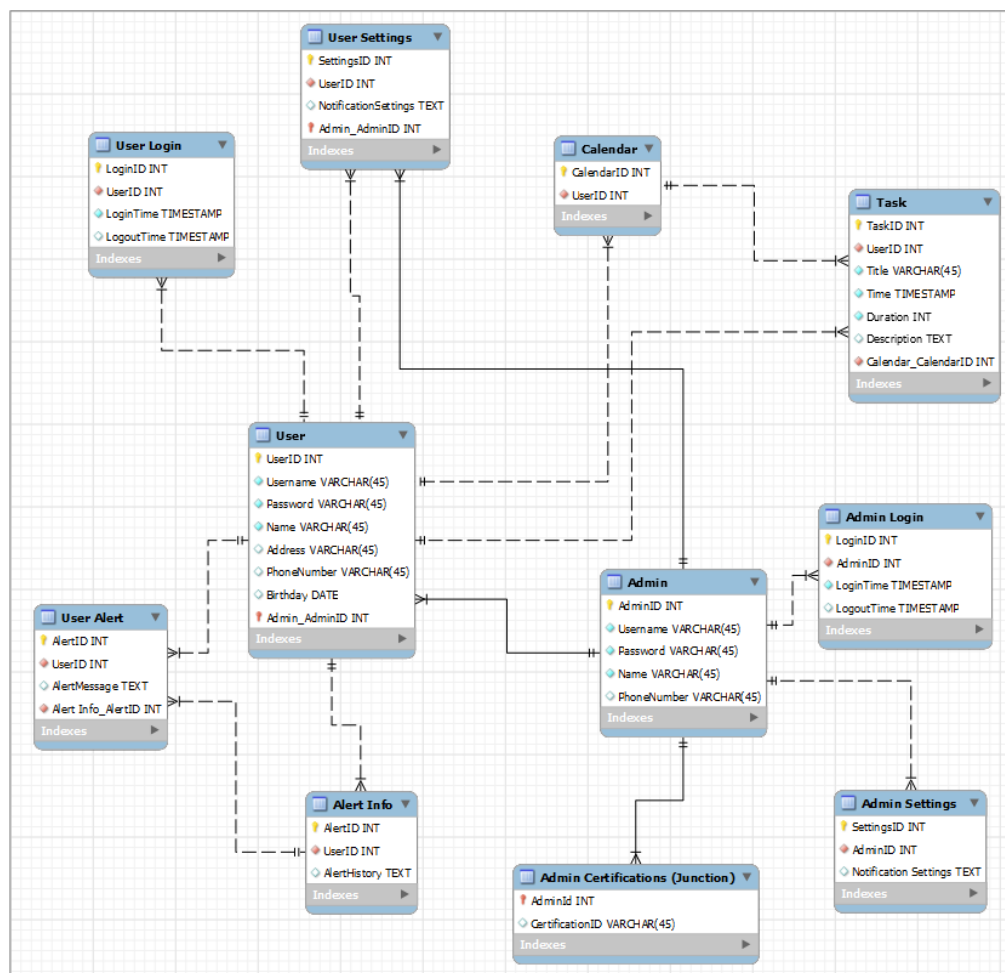 User Settings
SettingsID INT
UserID INT
NotificationSettings TEXT
Admin_AdminID INT
Indexes
User Login
LoginID INT
UserID INT
LoginTime TIMESTAMP
LogoutTime TIMESTAMP
Indexes
Calendar
CalendarID INT
UserID INT
Indexes
Task
TaskID INT
UserID INT
Title VARCHAR(45)
Time TIMESTAMP
Duration INT
Description TEXT
Calendar_CalendarID INT
Indexes
User
UserID INT
Username VARCHAR(45)
Password VARCHAR(45)
Name VARCHAR(45)
Address VARCHAR(45)
PhoneNumber VARCHAR(45)
Birthday DATE
Admin_AdminID INT
Indexes
Admin Login
LoginID INT
AdminID INT
LoginTime TIMESTAMP
LogoutTime TIMESTAMP
Indexes
Admin
AdminID INT
Username VARCHAR(45)
Password VARCHAR(45)
Name VARCHAR(45)
PhoneNumber VARCHAR(45)
Indexes
User Alert
AlertID INT
UserID INT
AlertMessage TEXT
Alert Info_AlertID INT
Indexes
Alert Info
AlertID INT
UserID INT
AlertHistory TEXT
Indexes
Admin Settings
SettingsID INT
AdminID INT
Notification Settings TEXT
Indexes
Admin Certifications (Junction)
AdminId INT
CertificationID VARCHAR(45)
Indexes